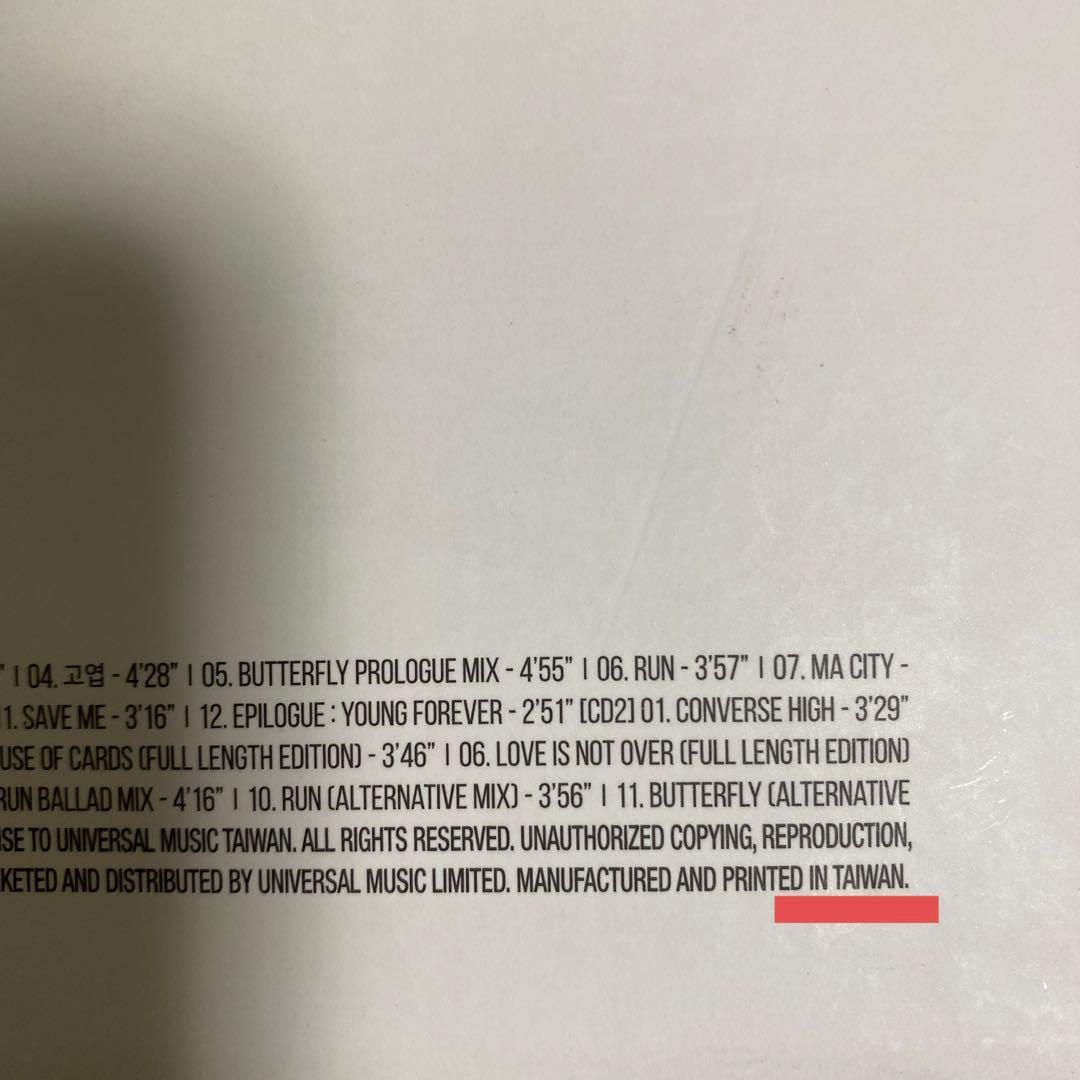 " | 04. 고엽 - 4'28" | 05. BUTTERFLY PROLOGUE MIX - 4'55" | 06. RUN - 3'57" | 07. MA CITY -
1. SAVE ME - 3'16" | 12. EPILOGUE : YOUNG FOREVER - 2'51" [CD2] 01. CONVERSE HIGH - 3'29"
USE OF CARDS (FULL LENGTH EDITION) - 3'46" | 06. LOVE IS NOT OVER (FULL LENGTH EDITION)
RUN BALLAD MIX - 4'16" | 10. RUN (ALTERNATIVE MIX) - 3'56" | 11. BUTTERFLY (ALTERNATIVE
SE TO UNIVERSAL MUSIC TAIWAN. ALL RIGHTS RESERVED. UNAUTHORIZED COPYING, REPRODUCTION,
KETED AND DISTRIBUTED BY UNIVERSAL MUSIC LIMITED. MANUFACTURED AND PRINTED IN TAIWAN.